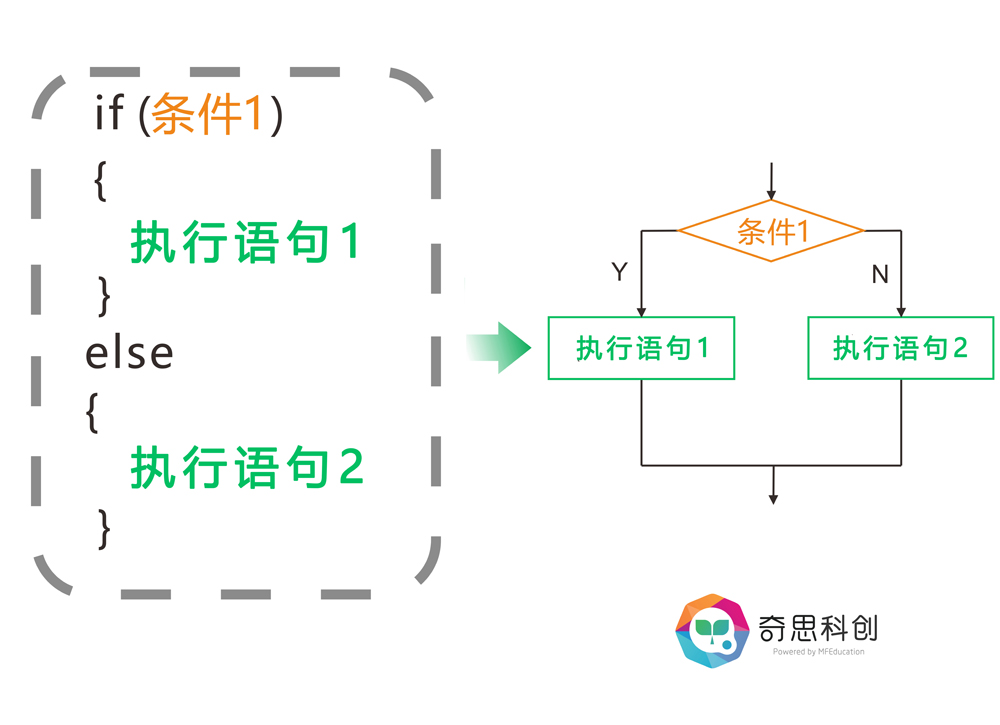 if (条件1)
{
执行语句1
}
else
{
执行语句2
}
条件1
Y
N
执行语句1
执行语句2
奇思科创
Powered by MFEducation